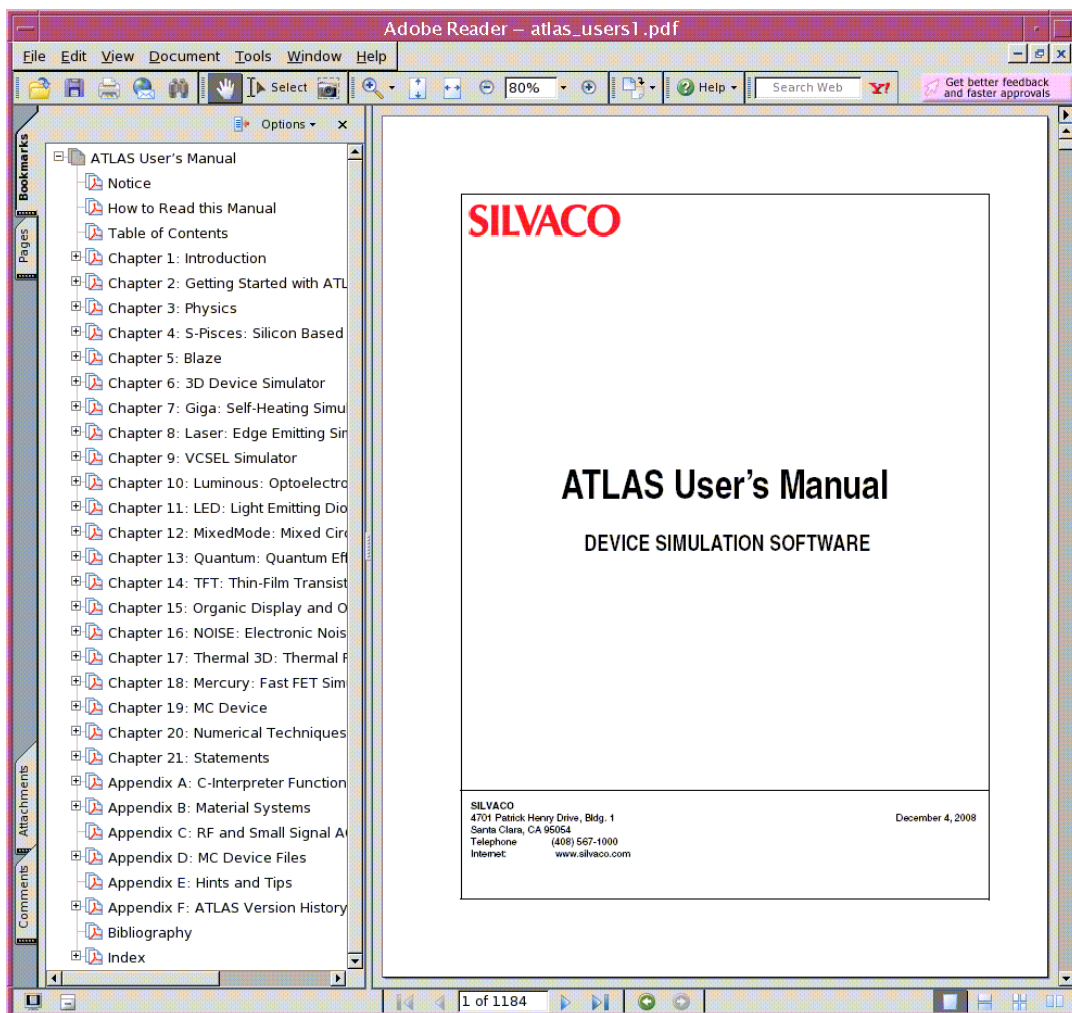 Adobe Reader – atlas_users1.pdf
File Edit View Document Tools Window Help
Select 80% Help Search Web Y! Get better feedback and faster approvals
Options
Bookmarks
Pages
Attachments
Comments
ATLAS User's Manual
Notice
How to Read this Manual
Table of Contents
Chapter 1: Introduction
Chapter 2: Getting Started with ATL
Chapter 3: Physics
Chapter 4: S-Pisces: Silicon Based
Chapter 5: Blaze
Chapter 6: 3D Device Simulator
Chapter 7: Giga: Self-Heating Simul
Chapter 8: Laser: Edge Emitting Sim
Chapter 9: VCSEL Simulator
Chapter 10: Luminous: Optoelectro
Chapter 11: LED: Light Emitting Dio
Chapter 12: MixedMode: Mixed Circ
Chapter 13: Quantum: Quantum Eff
Chapter 14: TFT: Thin-Film Transist
Chapter 15: Organic Display and O
Chapter 16: NOISE: Electronic Nois
Chapter 17: Thermal 3D: Thermal P
Chapter 18: Mercury: Fast FET Sim
Chapter 19: MC Device
Chapter 20: Numerical Techniques
Chapter 21: Statements
Appendix A: C-Interpreter Function
Appendix B: Material Systems
Appendix C: RF and Small Signal A
Appendix D: MC Device Files
Appendix E: Hints and Tips
Appendix F: ATLAS Version History
Bibliography
Index
SILVACO
ATLAS User's Manual
DEVICE SIMULATION SOFTWARE
SILVACO
4701 Patrick Henry Drive, Bldg. 1 December 4, 2008
Santa Clara, CA 95054
Telephone (408) 567-1000
Internet: www.silvaco.com
1 of 1184